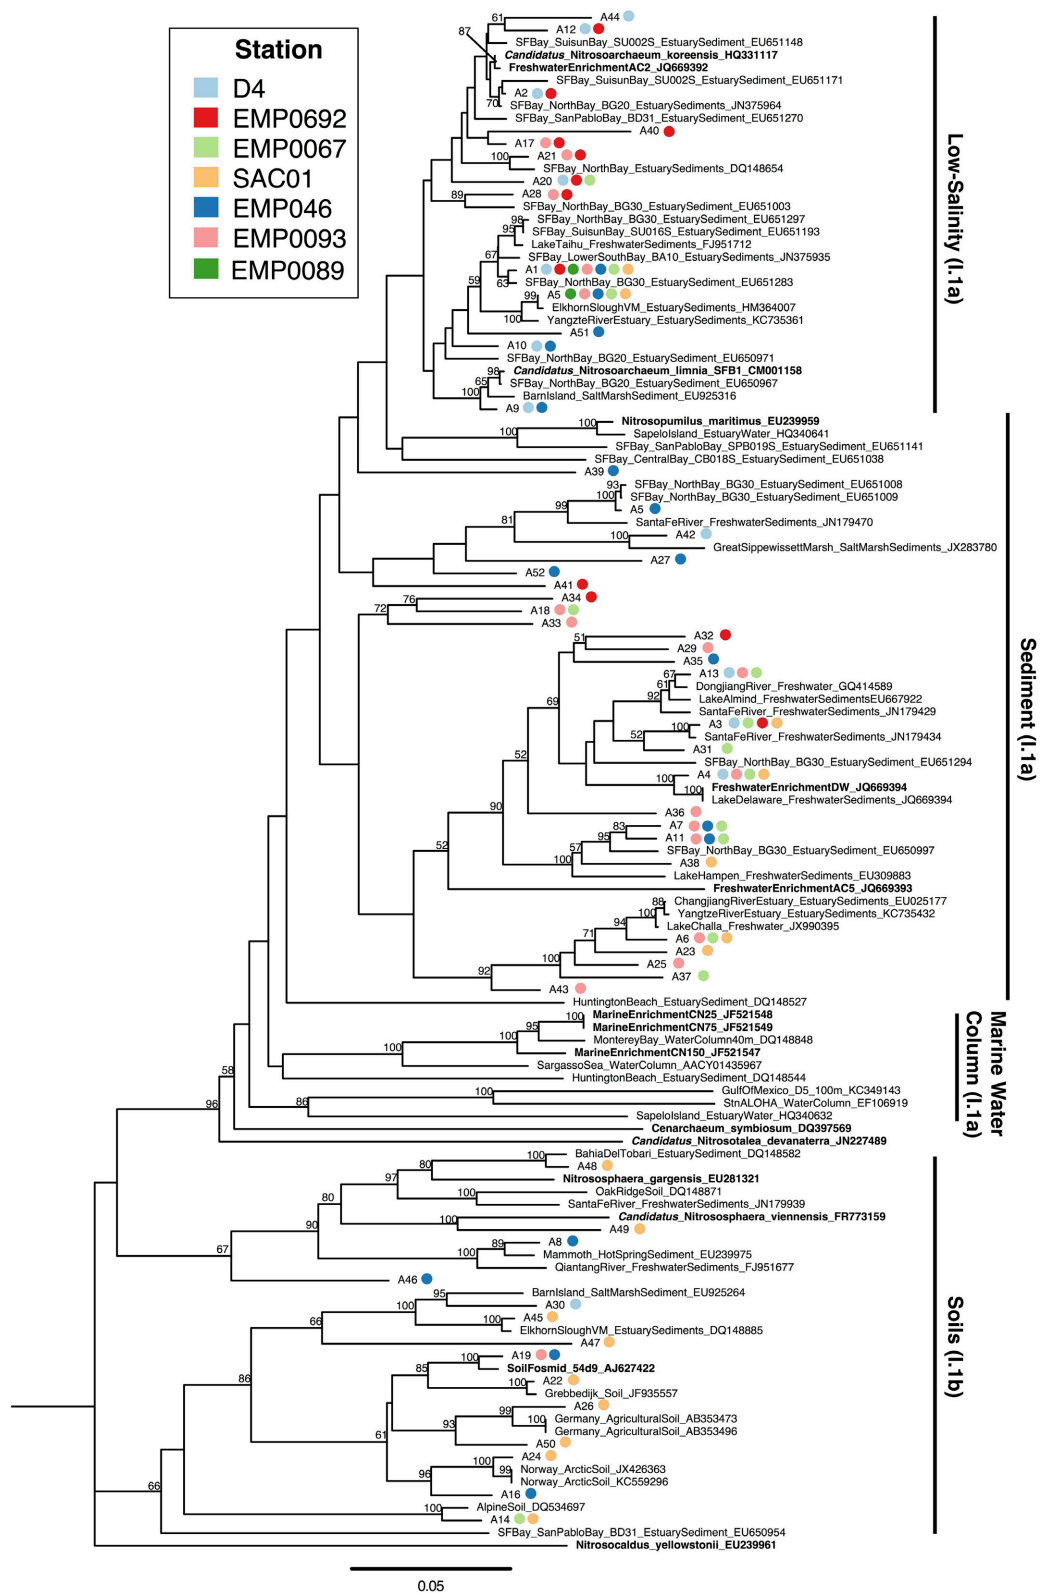 Station
D4
EMP0692
EMP0067
SAC01
EMP046
EMP0093
EMP0089
61
A44
A12
87
SFBay_SuisunBay_SU002S_EstuarySediment_EU651148
Candidatus_Nitrosoarchaeum_koreensis_HQ331117
FreshwaterEnrichmentAC2_JQ669392
SFBay_SuisunBay_SU002S_EstuarySediment_EU651171
A2
70
SFBay_NorthBay_BG20_EstuarySediments_JN375964
SFBay_SanPabloBay_BD31_EstuarySediment_EU651270
A40
A17
100
A21
SFBay_NorthBay_EstuarySediments_DQ148654
A20
89
A28
SFBay_NorthBay_BG30_EstuarySediment_EU651003
98
SFBay_NorthBay_BG30_EstuarySediment_EU651297
95
SFBay_SuisunBay_SU016S_EstuarySediment_EU651193
LakeTaihu_FreshwaterSediments_FJ951712
67
SFBay_LowerSouthBay_BA10_EstuarySediments_JN375935
A1
63
SFBay_NorthBay_BG30_EstuarySediment_EU651283
59
99
A5
ElkhornSloughVM_EstuarySediments_HM364007
100
YangzteRiverEstuary_EstuarySediments_KC735361
A51
A10
SFBay_NorthBay_BG20_EstuarySediment_EU650971
98
Candidatus_Nitrosoarchaeum_limnia_SFB1_CM001158
65
SFBay_NorthBay_BG20_EstuarySediment_EU650967
100
BarnIsland_SaltMarshSediment_EU925316
A9
Low-Salinity (I.1a)
100
Nitrosopumilus_maritimus_EU239959
100
SapeloIsland_EstuaryWater_HQ340641
SFBay_SanPabloBay_SPB019S_EstuarySediment_EU651141
SFBay_CentralBay_CB018S_EstuarySediment_EU651038
A39
93
SFBay_NorthBay_BG30_EstuarySediment_EU651008
100
SFBay_NorthBay_BG30_EstuarySediment_EU651009
99
A5
81
SantaFeRiver_FreshwaterSediments_JN179470
100
A42
GreatSippewissettMarsh_SaltMarshSediments_JX283780
A27
A52
A41
76
A34
72
A18
A33
51
A32
A29
A35
67
A13
61
DongjiangRiver_Freshwater_GQ414589
92
LakeAlmind_FreshwaterSedimentsEU667922
69
SantaFeRiver_FreshwaterSediments_JN179429
100
A3
52
SantaFeRiver_FreshwaterSediments_JN179434
A31
52
SFBay_NorthBay_BG30_EstuarySediment_EU651294
100
A4
100
FreshwaterEnrichmentDW_JQ669394
LakeDelaware_FreshwaterSediments_JQ669394
90
A36
83
A7
95
A11
57
SFBay_NorthBay_BG30_EstuarySediment_EU650997
52
100
A38
LakeHampen_FreshwaterSediments_EU309883
FreshwaterEnrichmentAC5_JQ669393
88
ChangjiangRiverEstuary_EstuarySediments_EU025177
100
YangtzeRiverEstuary_EstuarySediments_KC735432
94
LakeChalla_Freshwater_JX990395
71
A6
A23
100
A25
92
A37
A43
HuntingtonBeach_EstuarySediment_DQ148527
Sediment (I.1a)
100
MarineEnrichmentCN25_JF521548
95
MarineEnrichmentCN75_JF521549
MontereyBay_WaterColumn40m_DQ148848
100
MarineEnrichmentCN150_JF521547
SargassoSea_WaterColumn_AACY01435967
58
HuntingtonBeach_EstuarySediment_DQ148544
100
GulfOfMexico_D5_100m_KC349143
86
StnALOHA_WaterColumn_EF106919
96
SapeloIsland_EstuaryWater_HQ340632
Cenarchaeum_symbiosum_DQ397569
Candidatus_Nitrosotalea_devanaterra_JN227489
Marine Water
Column (I.1a)
100
BahiaDelTobari_EstuarySediment_DQ148582
80
A48
97
Nitrososphaera_gargensis_EU281321
100
OakRidgeSoil_DQ148871
80
SantaFeRiver_FreshwaterSediments_JN179939
100
Candidatus_Nitrososphaera_viennensis_FR773159
90
A49
89
A8
67
100
Mammoth_HotSpringSediment_EU239975
QiantangRiver_FreshwaterSediments_FJ951677
A46
95
BarnIsland_SaltMarshSediment_EU925264
100
A30
66
A45
100
ElkhornSloughVM_EstuarySediments_DQ148885
A47
100
A19
85
SoilFosmid_54d9_AJ627422
86
100
A22
Grebbedijk_Soil_JF935557
99
A26
93
100
Germany_AgriculturalSoil_AB353473
61
Germany_AgriculturalSoil_AB353496
A50
100
A24
96
99
Norway_ArcticSoil_JX426363
66
Norway_ArcticSoil_KC559296
A16
100
AlpineSoil_DQ534697
A14
SFBay_SanPabloBay_BD31_EstuarySediment_EU650954
Nitrosocaldus_yellowstonii_EU239961
Soils (I.1b)
0.05